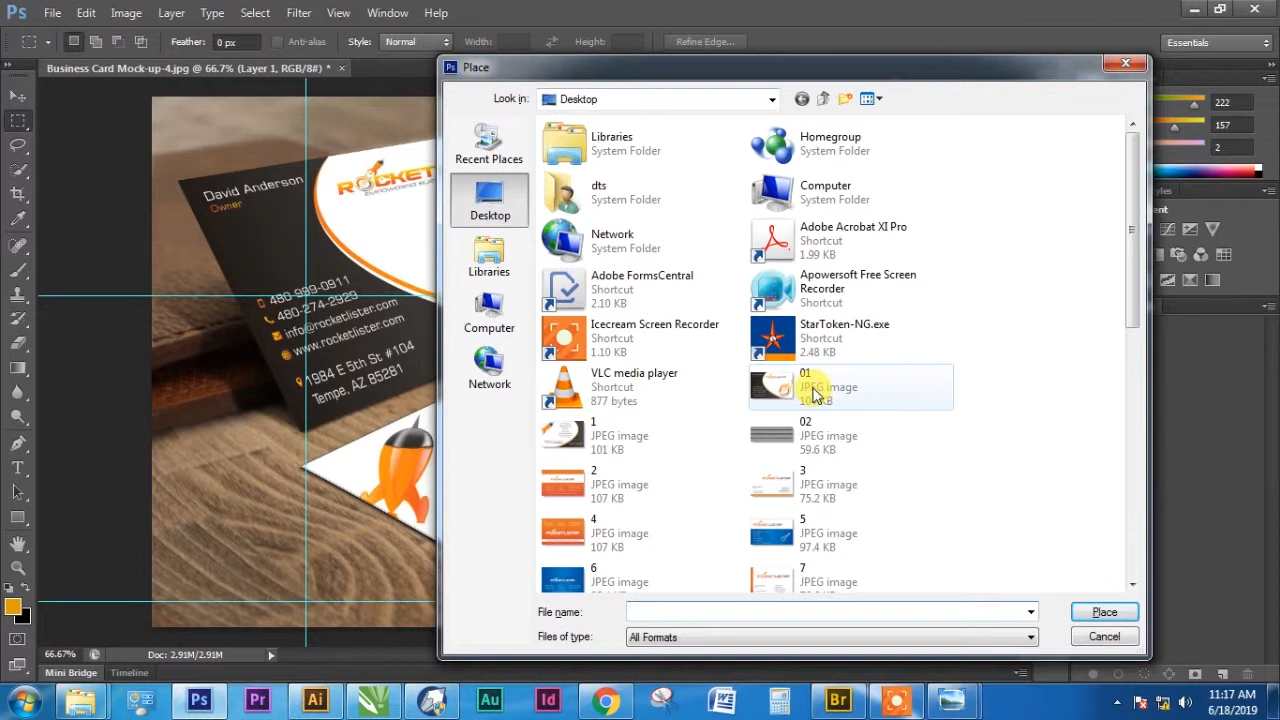 Ps File Edit Image Layer Type Select Filter View Window Help
Feather: 0 px Anti-alias Style: Normal Width: Height: Refine Edge... Essentials
Business Card Mock-up-4.jpg @ 66.7% (Layer 1, RGB/8#) *
Ps Place
Look in: Desktop
222
157
2
Recent Places
Desktop
Libraries
Computer
Network
Libraries
System Folder
Homegroup
System Folder
dts
System Folder
Computer
System Folder
Network
System Folder
Adobe Acrobat XI Pro
Shortcut
1.99 KB
Adobe FormsCentral
Shortcut
2.10 KB
Apowersoft Free Screen
Recorder
Shortcut
Icecream Screen Recorder
Shortcut
1.10 KB
StarToken-NG.exe
Shortcut
2.48 KB
VLC media player
Shortcut
877 bytes
01
JPEG image
1
JPEG image
101 KB
02
JPEG image
59.6 KB
2
JPEG image
107 KB
3
JPEG image
75.2 KB
4
JPEG image
107 KB
5
JPEG image
97.4 KB
6
JPEG image
7
JPEG image
File name:
Files of type: All Formats
Place
Cancel
David Anderson
Owner
480-999-0911
480-274-2929
info@rocketlister.com
www.rocketlister.com
1984 E 5th St #104
Tempe, AZ 85281
66.67% Doc: 2.91M/2.91M
Mini Bridge Timeline
Ps Pr Ai Au Id Br
11:17 AM
6/18/2019